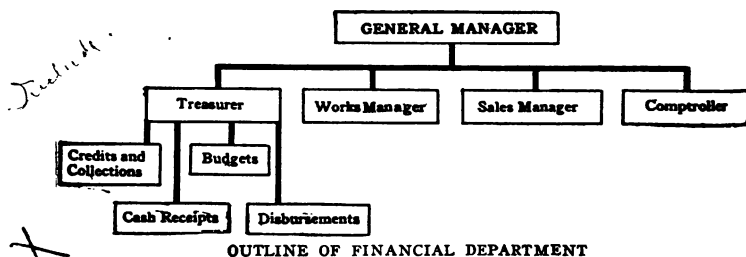 GENERAL MANAGER
Treasurer
Works Manager
Sales Manager
Comptroller
Credits and
Collections
Budgets
Cash Receipts
Disbursements
OUTLINE OF FINANCIAL DEPARTMENT